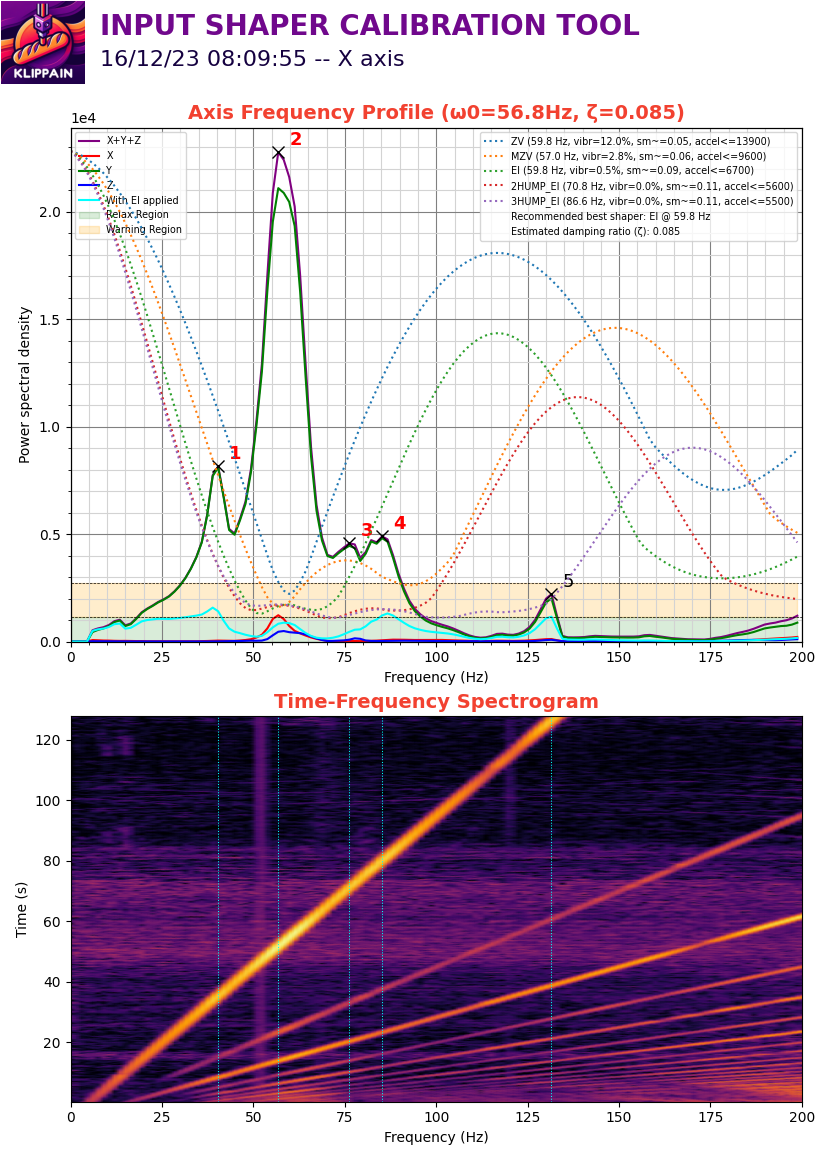 INPUT SHAPER CALIBRATION TOOL
16/12/23 08:09:55 -- X axis
KLIPPAIN
Axis Frequency Profile (ω0=56.8Hz, ζ=0.085)
1e4
X+Y+Z
X
Y
Z
With EI applied
Relax Region
Warning Region
ZV (59.8 Hz, vibr=12.0%, sm~=0.05, accel<=13900)
MZV (57.0 Hz, vibr=2.8%, sm~=0.06, accel<=9600)
EI (59.8 Hz, vibr=0.5%, sm~=0.09, accel<=6700)
2HUMP_EI (70.8 Hz, vibr=0.0%, sm~=0.11, accel<=5600)
3HUMP_EI (86.6 Hz, vibr=0.0%, sm~=0.11, accel<=5500)
Recommended best shaper: EI @ 59.8 Hz
Estimated damping ratio (ζ): 0.085
2
1
3
4
5
Power spectral density
2.0
1.5
1.0
0.5
0.0
0 25 50 75 100 125 150 175 200
Frequency (Hz)
Time-Frequency Spectrogram
Time (s)
120
100
80
60
40
20
0 25 50 75 100 125 150 175 200
Frequency (Hz)